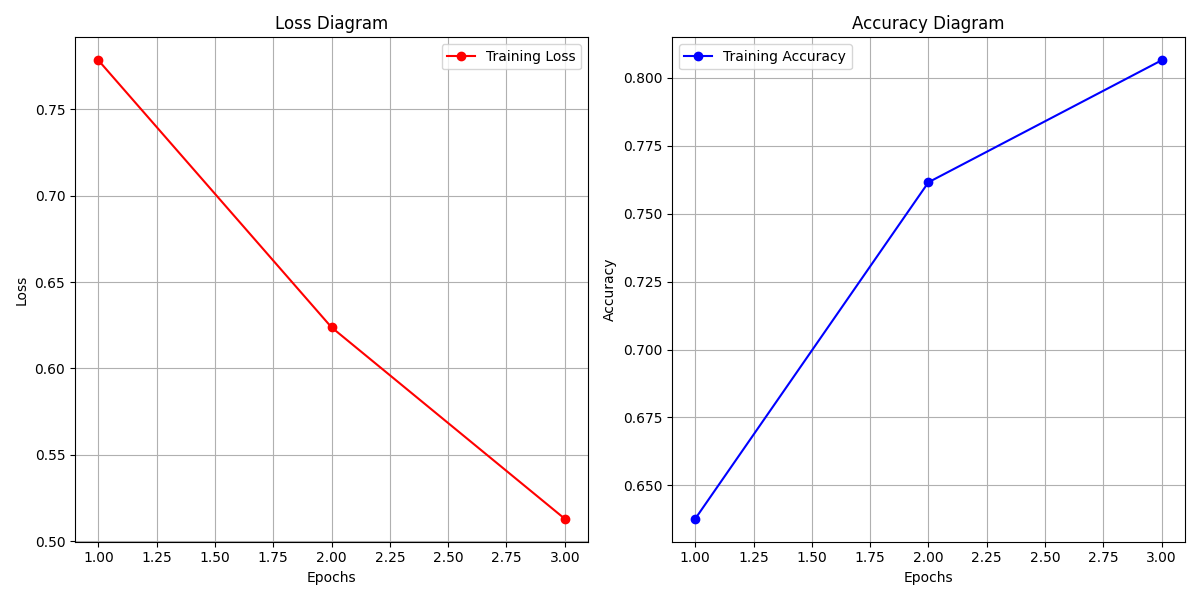 Loss Diagram
Training Loss
0.75
0.70
0.65
0.60
0.55
0.50
Loss
1.00 1.25 1.50 1.75 2.00 2.25 2.50 2.75 3.00
Epochs
Accuracy Diagram
Training Accuracy
0.800
0.775
0.750
0.725
0.700
0.675
0.650
Accuracy
1.00 1.25 1.50 1.75 2.00 2.25 2.50 2.75 3.00
Epochs